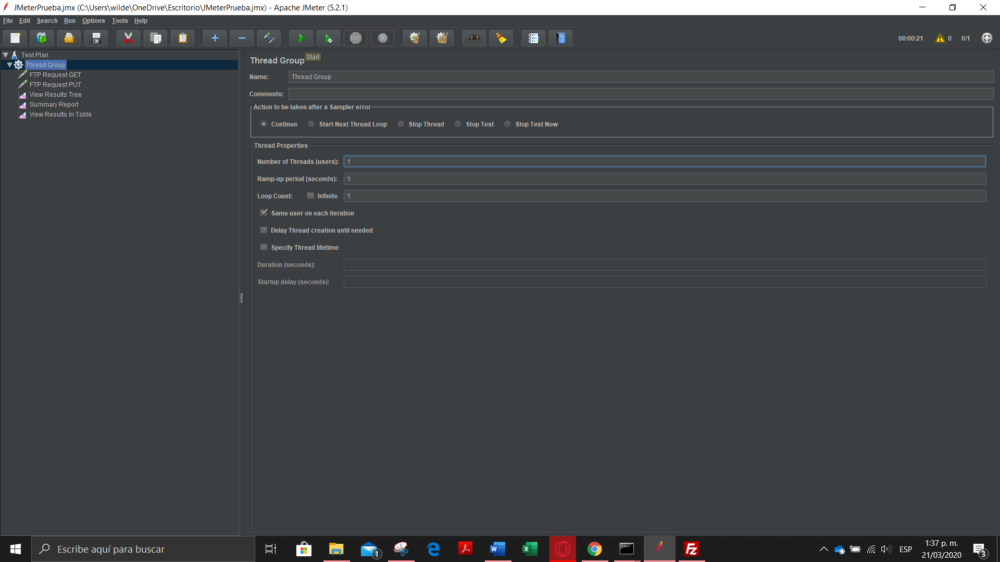 JMeterPrueba.jmx (C:\Users\wilde\OneDrive\Escritorio\JMeterPrueba.jmx) - Apache JMeter (5.2.1)
File Edit Search Run Options Tools Help
STOP
00:00:21 0 0/1
Test Plan
Thread Group
FTP Request GET
FTP Request PUT
View Results Tree
Summary Report
View Results in Table
Thread Group
Start
Name: Thread Group
Comments:
Action to be taken after a Sampler error
Continue Start Next Thread Loop Stop Thread Stop Test Stop Test Now
Thread Properties
Number of Threads (users): 1
Ramp-up period (seconds): 1
Loop Count: Infinite 1
Same user on each iteration
Delay Thread creation until needed
Specify Thread lifetime
Duration (seconds):
Startup delay (seconds):
Escribe aquí para buscar
1
ESP
1:37 p. m.
21/03/2020
3